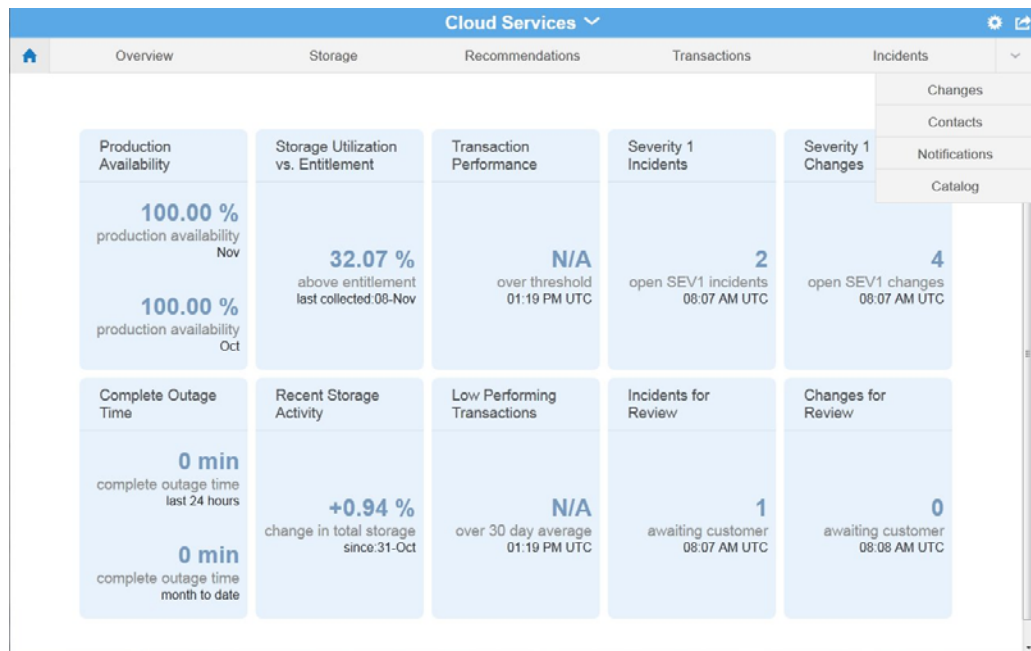 Cloud Services
Overview
Storage
Recommendations
Transactions
Incidents
Changes
Contacts
Notifications
Catalog
Production
Availability
100.00 %
production availability
Nov
100.00 %
production availability
Oct
Storage Utilization
vs. Entitlement
32.07 %
above entitlement
last collected:08-Nov
Transaction
Performance
N/A
over threshold
01:19 PM UTC
Severity 1
Incidents
2
open SEV1 incidents
08:07 AM UTC
Severity 1
Changes
4
open SEV1 changes
08:07 AM UTC
Complete Outage
Time
0 min
complete outage time
last 24 hours
0 min
complete outage time
month to date
Recent Storage
Activity
+0.94 %
change in total storage
since:31-Oct
Low Performing
Transactions
N/A
over 30 day average
01:19 PM UTC
Incidents for
Review
1
awaiting customer
08:07 AM UTC
Changes for
Review
0
awaiting customer
08:08 AM UTC